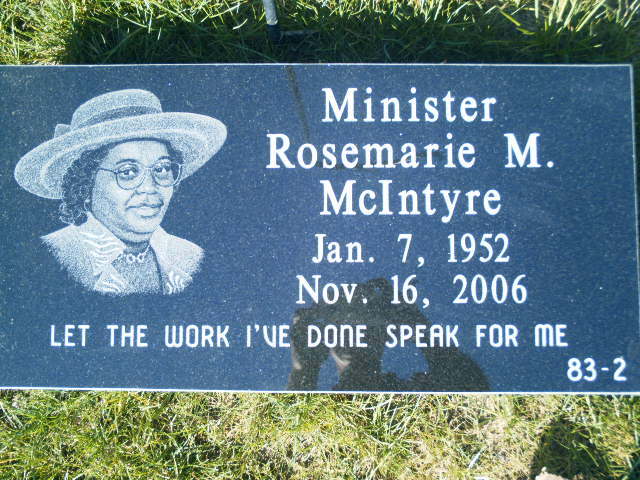 Minister
Rosemarie M.
McIntyre
Jan. 7, 1952
Nov. 16, 2006
LET THE WORK I'VE DONE SPEAK FOR ME
83-2